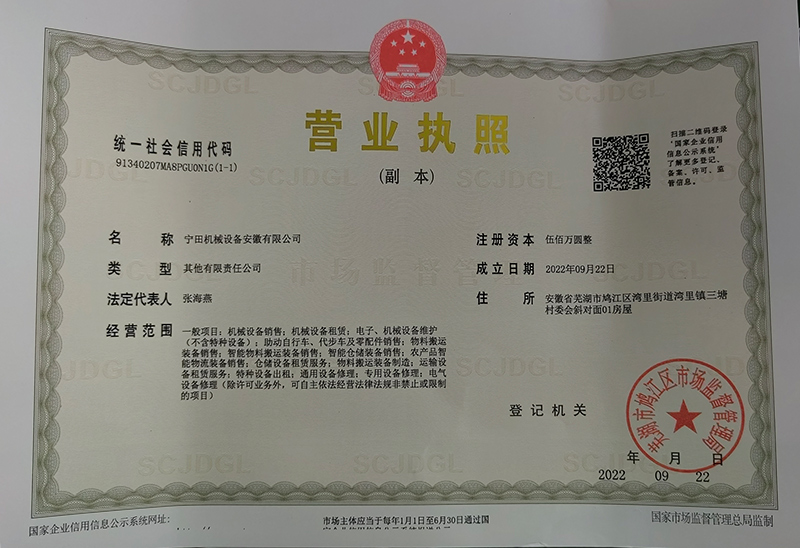 营业执照
(副 本)
统一社会信用代码
91340207MA8PGU0N1G(1-1)
扫描二维码登录
‘国家企业信用
信息公示系统’
了解更多登记、
备案、许可、监
管信息。
名 称 宁田机械设备安徽有限公司
类 型 其他有限责任公司
法定代表人 张海燕
经营范围 一般项目：机械设备销售；机械设备租赁；电子、机械设备维护
（不含特种设备）；助动自行车、代步车及零配件销售；物料搬运
装备销售；智能物料搬运装备销售；智能仓储装备销售；农产品智
能物流装备销售；仓储设备租赁服务；物料搬运装备制造；运输设
备租赁服务；特种设备出租；通用设备修理；专用设备修理；电气
设备修理（除许可业务外，可自主依法经营法律法规非禁止或限制
的项目）
注册资本 伍佰万圆整
成立日期 2022年09月22日
住 所 安徽省芜湖市鸠江区湾里街道湾里镇三塘
村委会斜对面01房屋
登记机关
芜湖市鸠江区市场监督管理局
年 月 日
2022 09 22
SCJDGL
SCJDGL
SCJDGL
SCJDGL
SCJDGL
SCJDGL
SCJDGL
市场监督管
国家企业信用信息公示系统网址：
市场主体应当于每年1月1日至6月30日通过国
国家市场监督管理总局监制